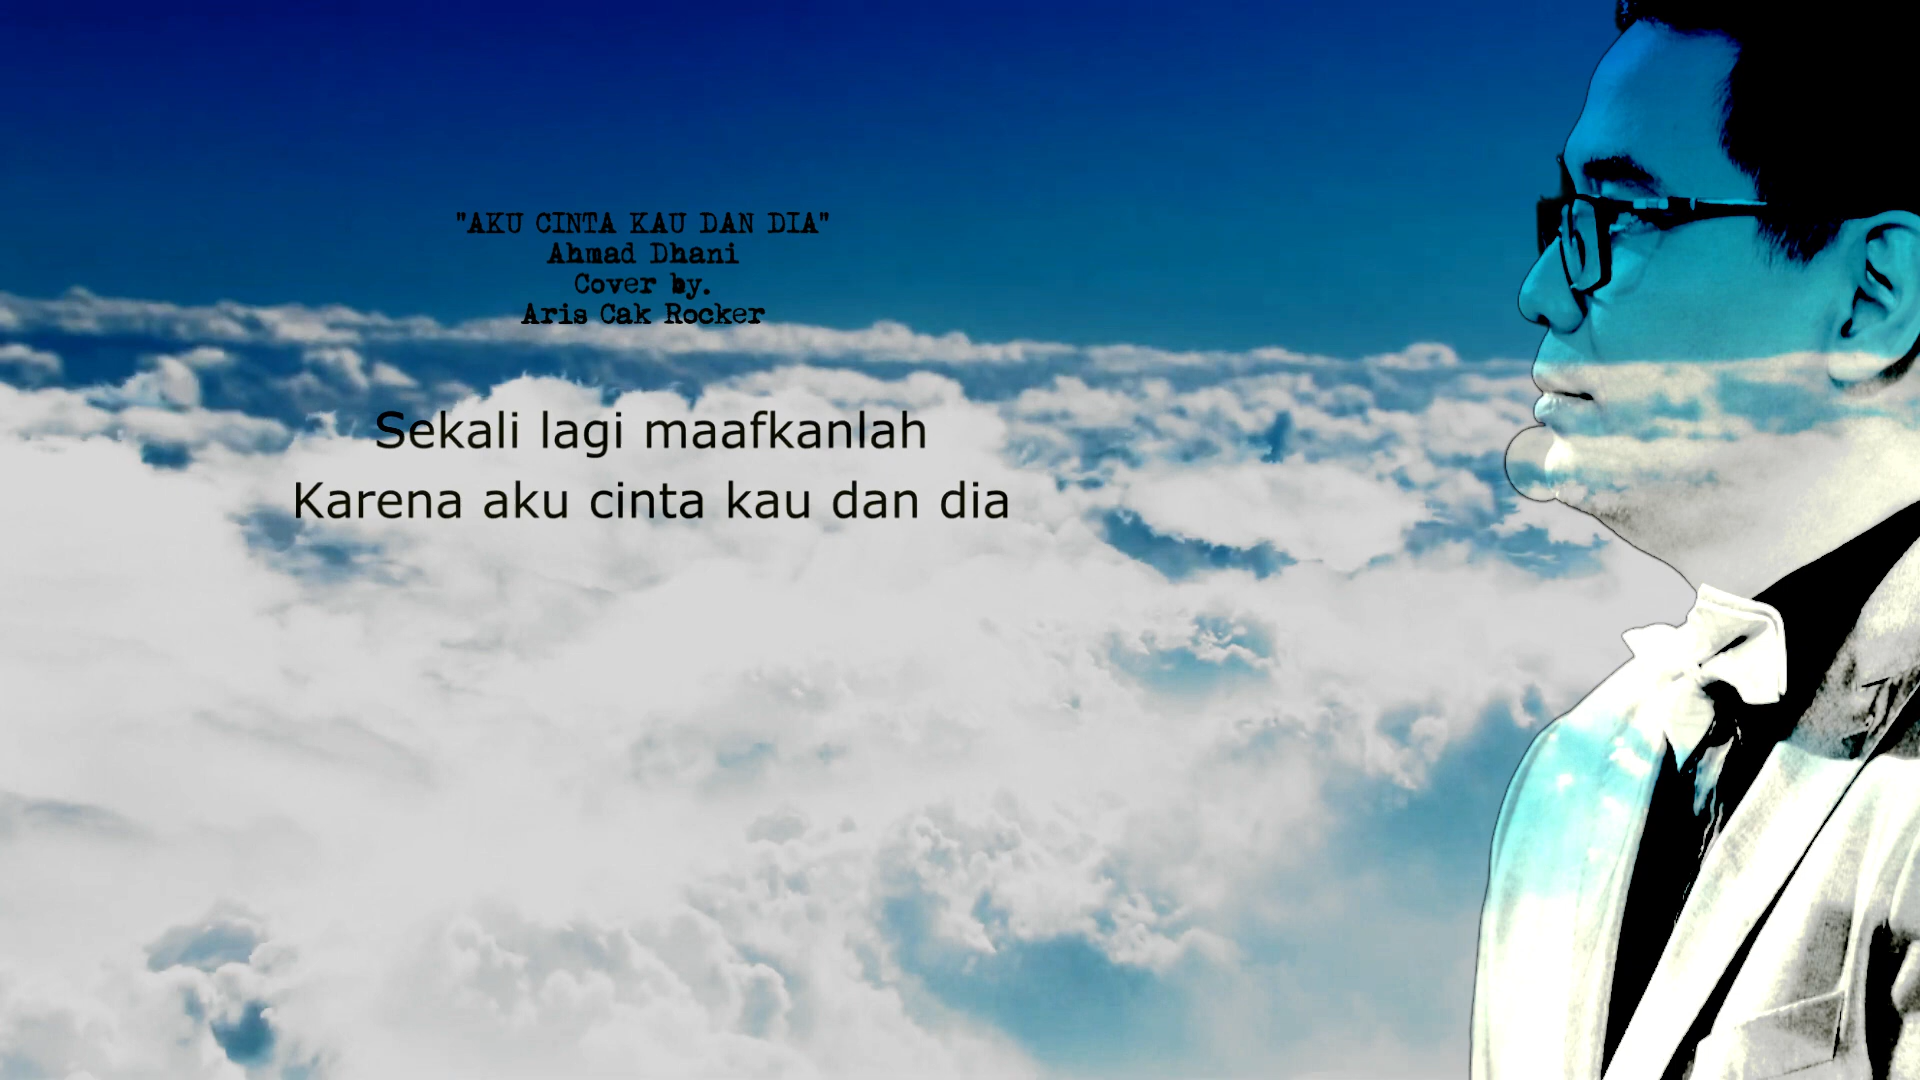 "AKU CINTA KAU DAN DIA"
Ahmad Dhani
Cover by.
Aris Cak Rocker
Sekali lagi maafkanlah
Karena aku cinta kau dan dia